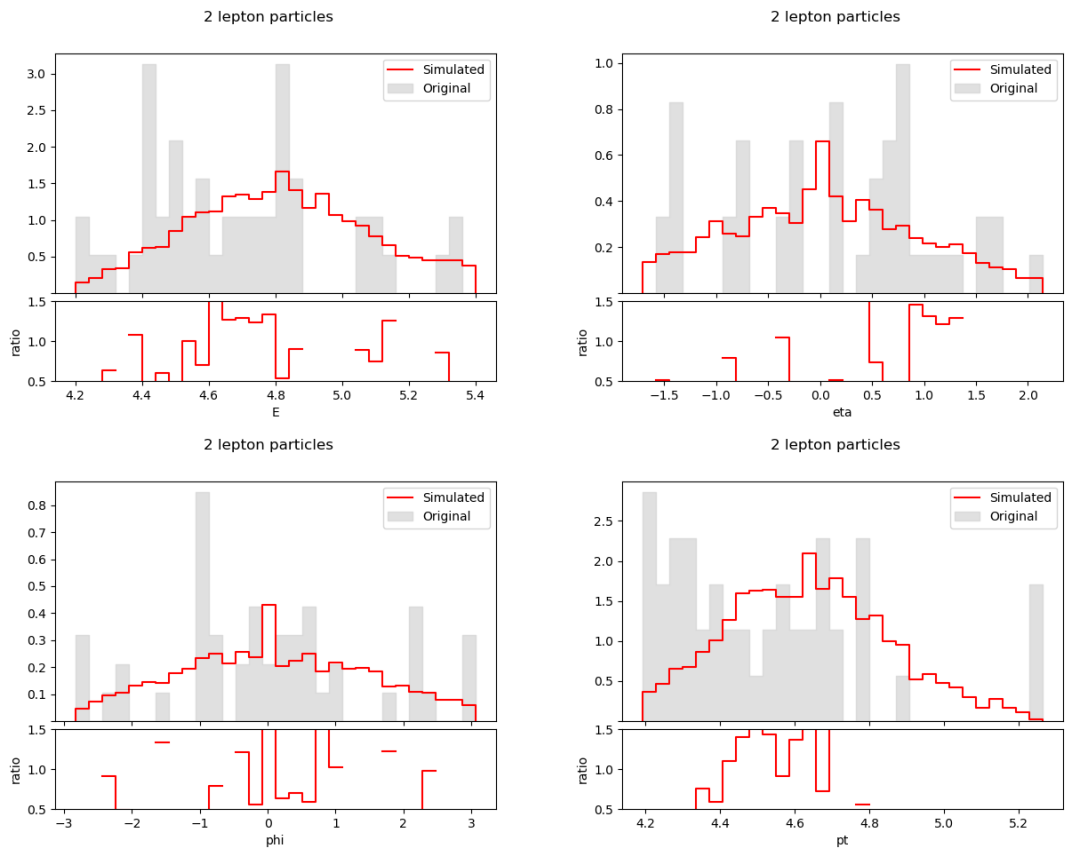 2 lepton particles
3.0
2.5
2.0
1.5
1.0
0.5
Simulated
Original
1.5
1.0
0.5
ratio
4.2 4.4 4.6 4.8 5.0 5.2 5.4
E
2 lepton particles
1.0
0.8
0.6
0.4
0.2
Simulated
Original
1.5
1.0
0.5
ratio
−1.5 −1.0 −0.5 0.0 0.5 1.0 1.5 2.0
eta
2 lepton particles
0.8
0.7
0.6
0.5
0.4
0.3
0.2
0.1
Simulated
Original
1.5
1.0
0.5
ratio
−3 −2 −1 0 1 2 3
phi
2 lepton particles
2.5
2.0
1.5
1.0
0.5
0.0
Simulated
Original
1.5
1.0
0.5
ratio
4.2 4.4 4.6 4.8 5.0 5.2
pt